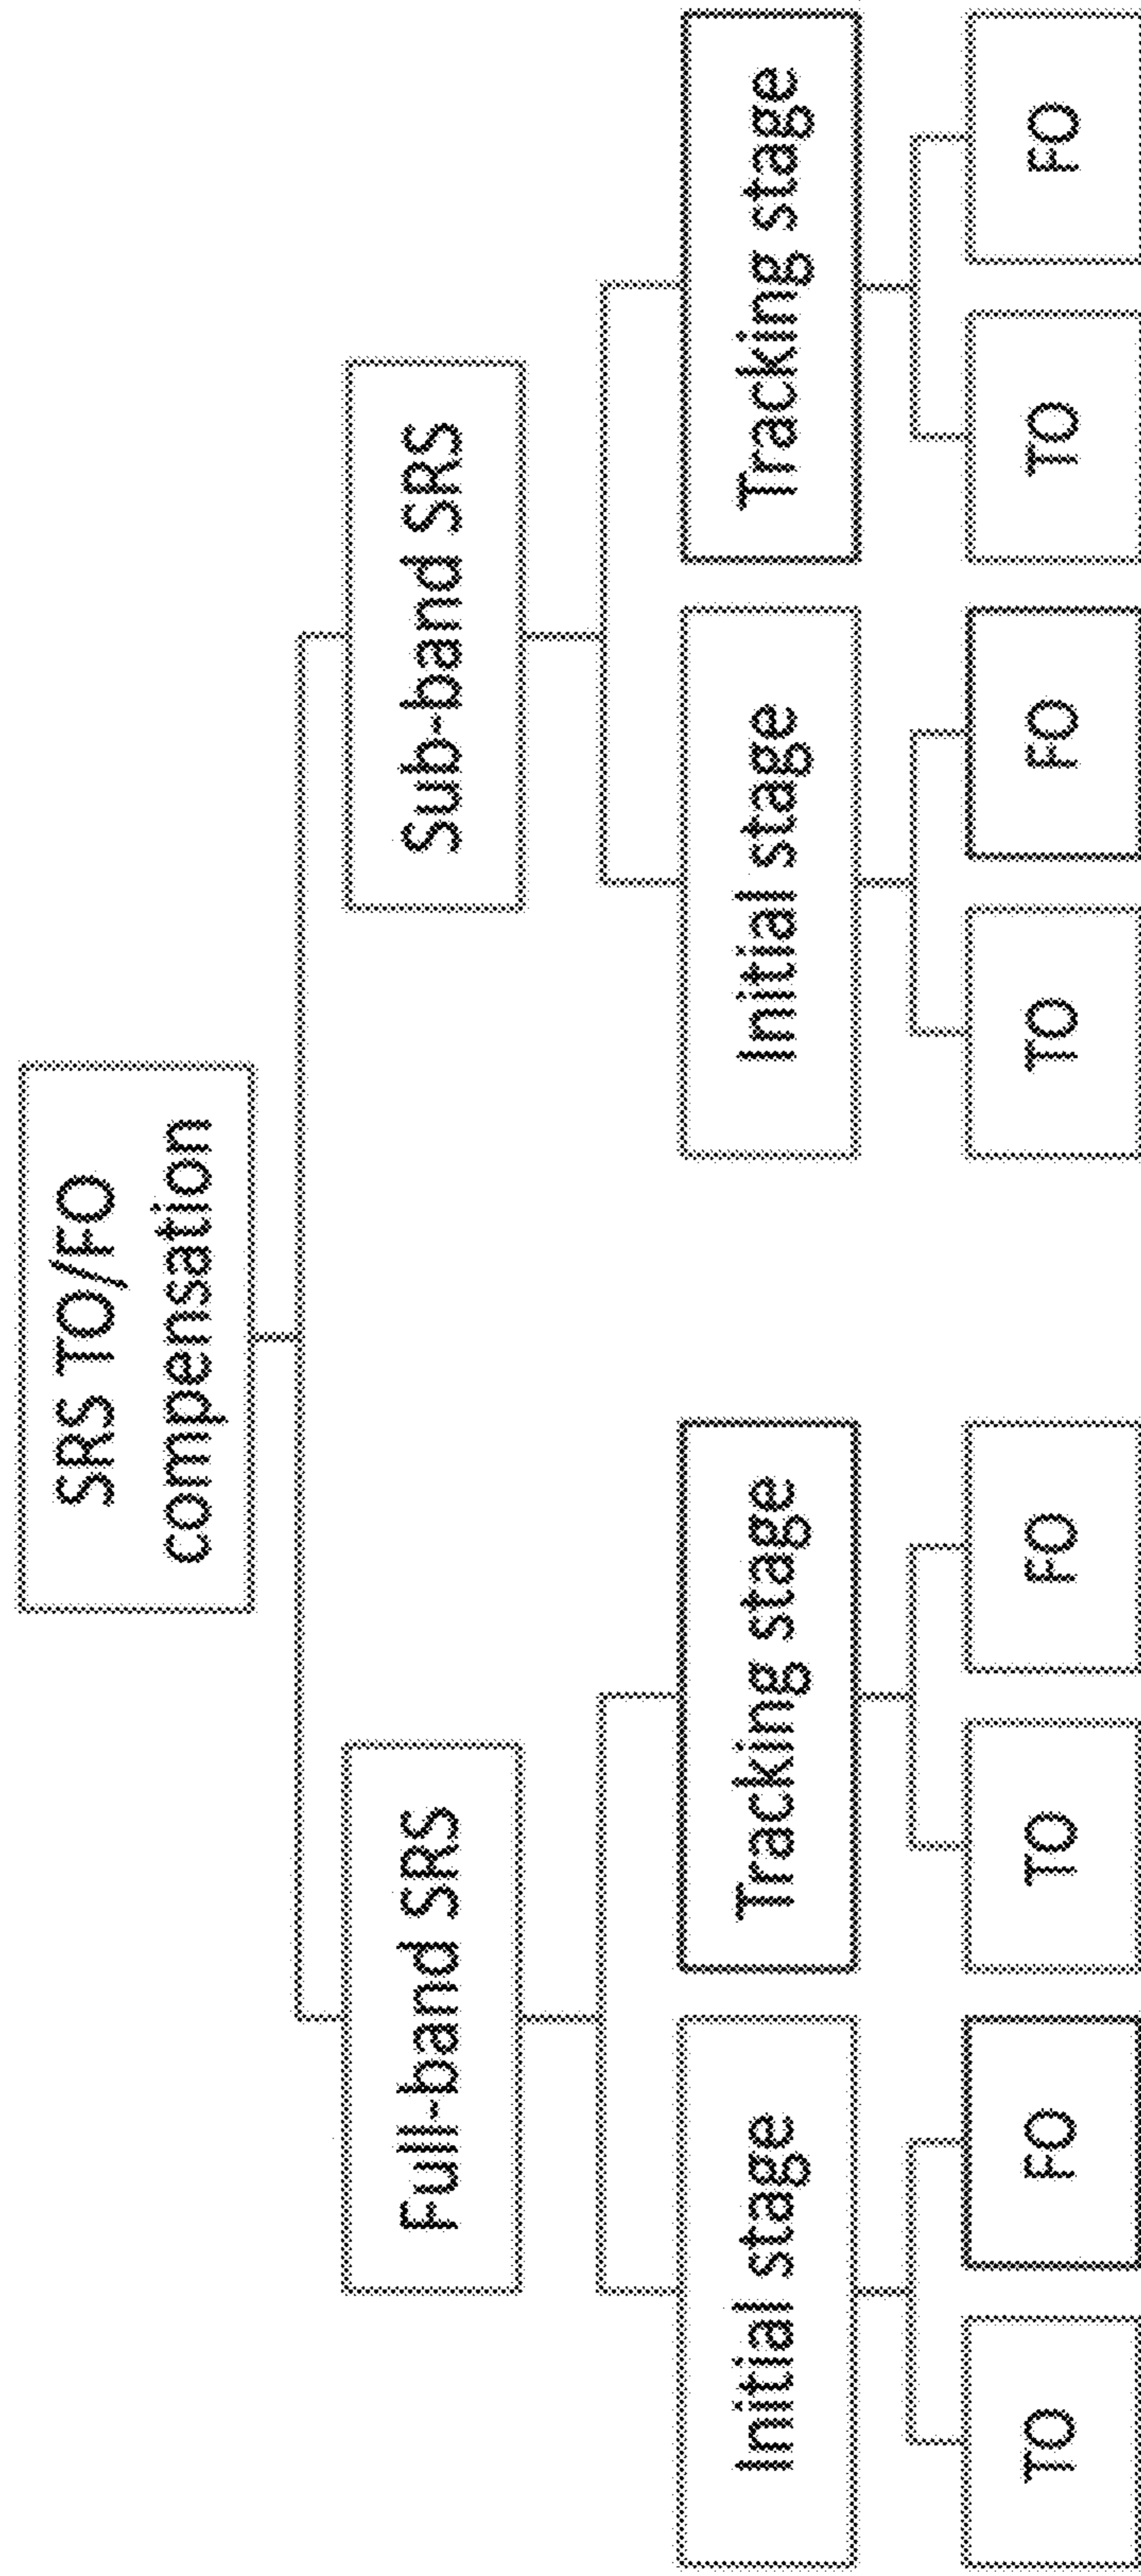 SRS TO/FO
compensation
Full-band SRS
Sub-band SRS
Initial stage
Tracking stage
Initial stage
Tracking stage
TO
FO
TO
FO
TO
FO
TO
FO